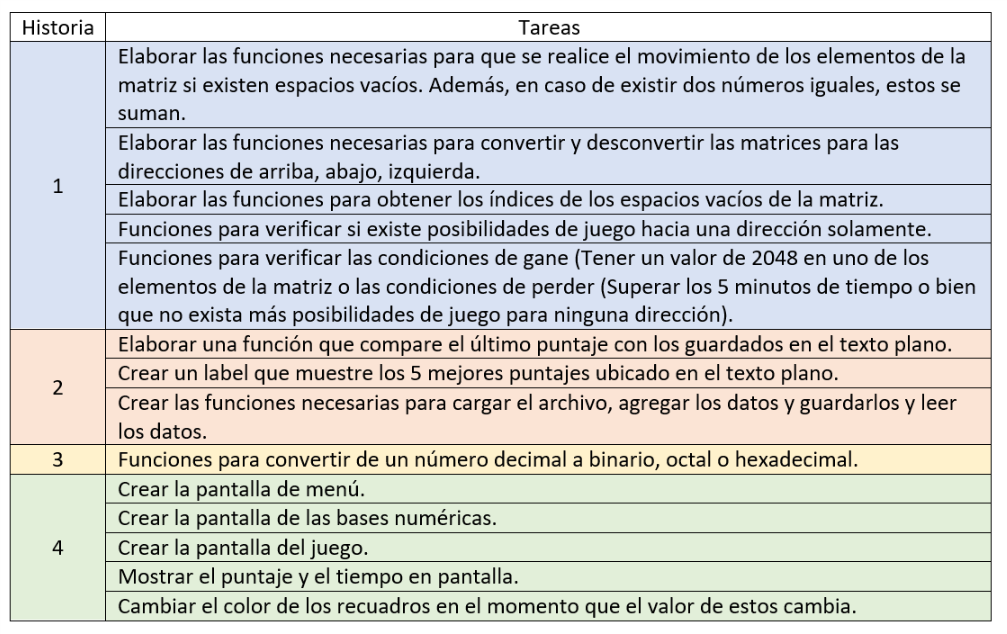 Historia Tareas
Elaborar las funciones necesarias para que se realice el movimiento de los elementos de la
matriz si existen espacios vacíos. Además, en caso de existir dos números iguales, estos se
suman.
Elaborar las funciones necesarias para convertir y desconvertir las matrices para las
direcciones de arriba, abajo, izquierda.
1
Elaborar las funciones para obtener los índices de los espacios vacíos de la matriz.
Funciones para verificar si existe posibilidades de juego hacia una dirección solamente.
Funciones para verificar las condiciones de gane (Tener un valor de 2048 en uno de los
elementos de la matriz o las condiciones de perder (Superar los 5 minutos de tiempo o bien
que no exista más posibilidades de juego para ninguna dirección).
Elaborar una función que compare el último puntaje con los guardados en el texto plano.
2
Crear un label que muestre los 5 mejores puntajes ubicado en el texto plano.
Crear las funciones necesarias para cargar el archivo, agregar los datos y guardarlos y leer
los datos.
3 Funciones para convertir de un número decimal a binario, octal o hexadecimal.
Crear la pantalla de menú.
Crear la pantalla de las bases numéricas.
4 Crear la pantalla del juego.
Mostrar el puntaje y el tiempo en pantalla.
Cambiar el color de los recuadros en el momento que el valor de estos cambia.